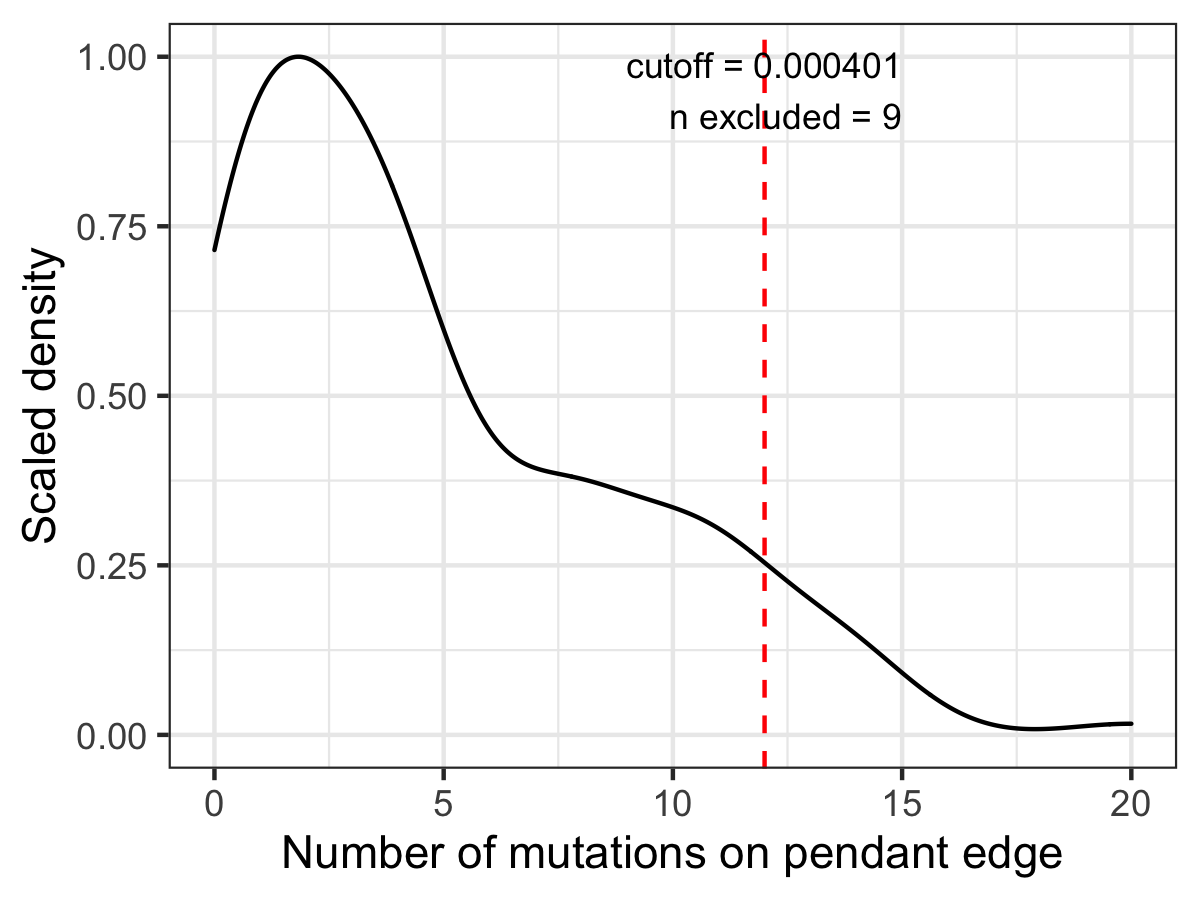 cutoff = 0.000401
n excluded = 9
1.00
0.75
0.50
0.25
0.00
Scaled density
0 5 10 15 20
Number of mutations on pendant edge